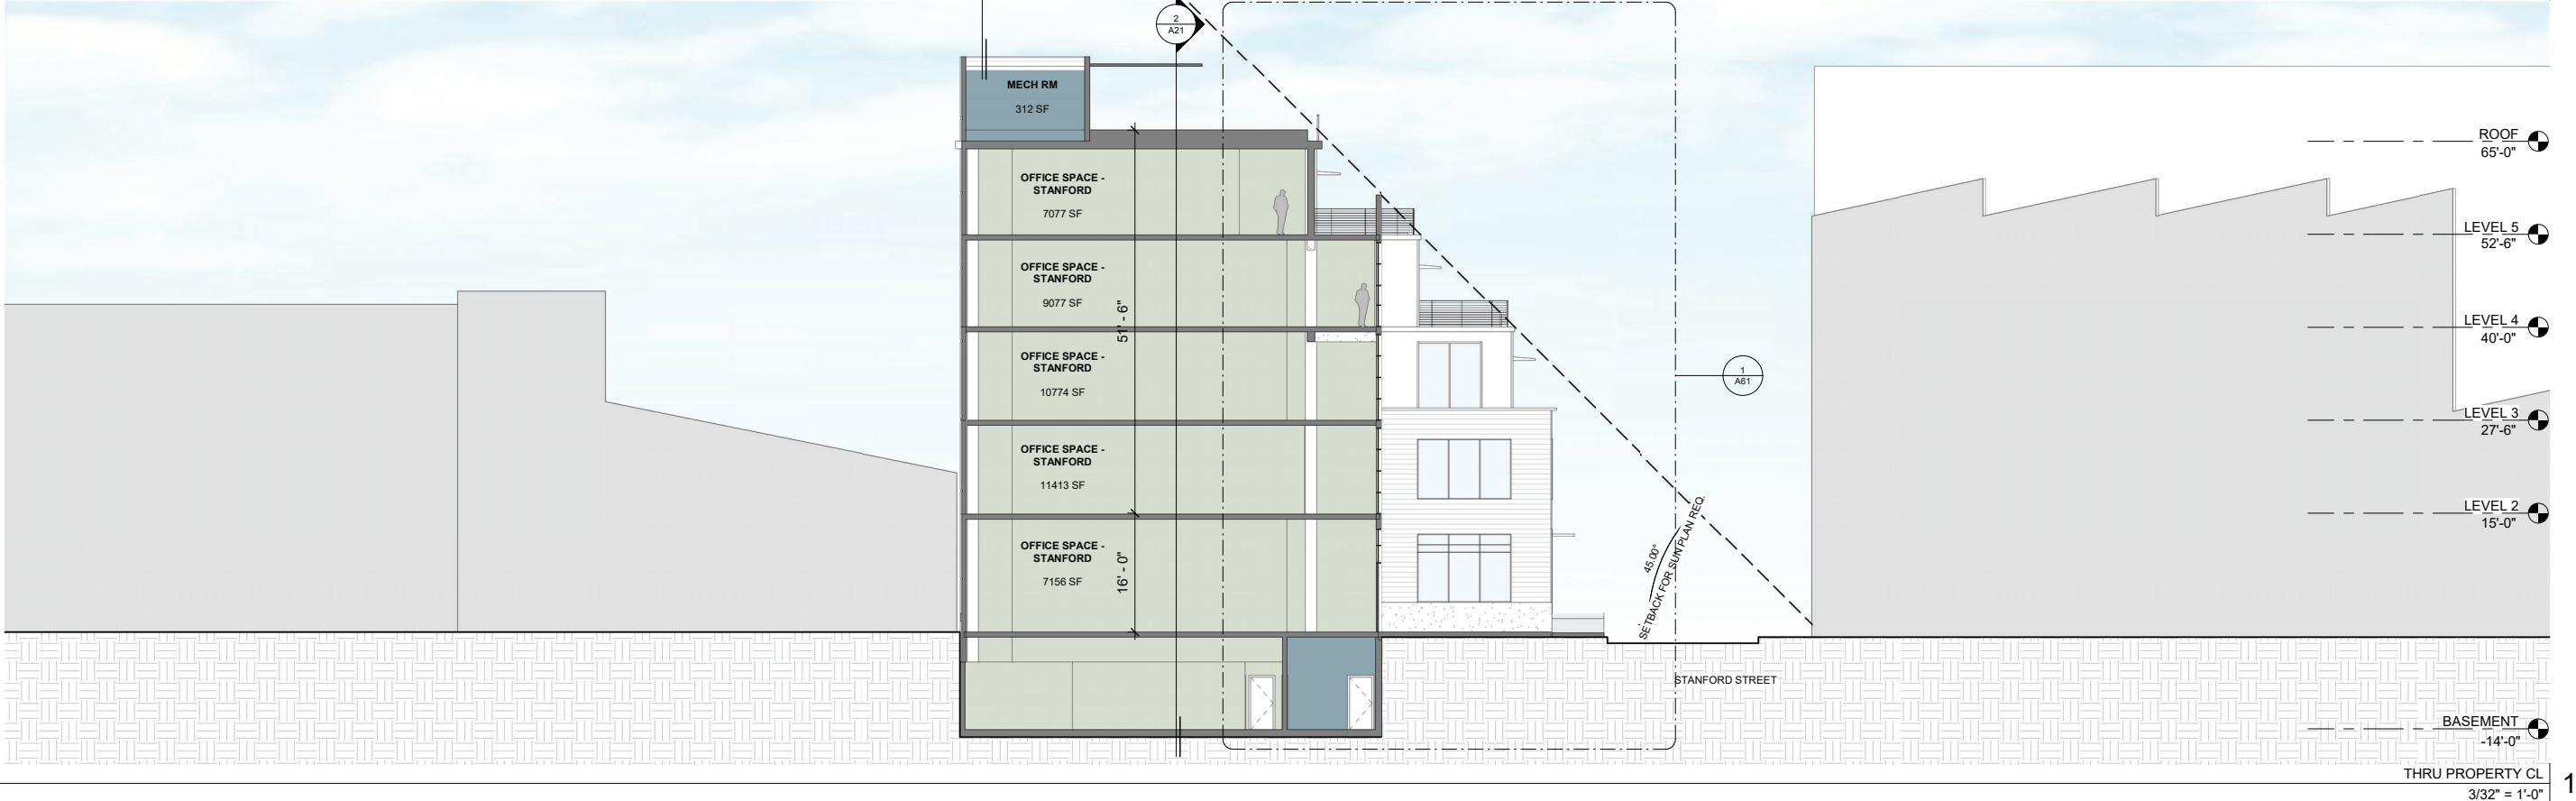 2
A21
MECH RM
312 SF
OFFICE SPACE -
STANFORD
7077 SF
OFFICE SPACE -
STANFORD
9077 SF
OFFICE SPACE -
STANFORD
10774 SF
OFFICE SPACE -
STANFORD
11413 SF
OFFICE SPACE -
STANFORD
7156 SF
51' - 6"
16' - 0"
1
A61
45.00°
SETBACK FOR SUN PLAN REQ.
STANFORD STREET
ROOF
65'-0"
LEVEL 5
52'-6"
LEVEL 4
40'-0"
LEVEL 3
27'-6"
LEVEL 2
15'-0"
BASEMENT
-14'-0"
THRU PROPERTY CL
3/32" = 1'-0"
1